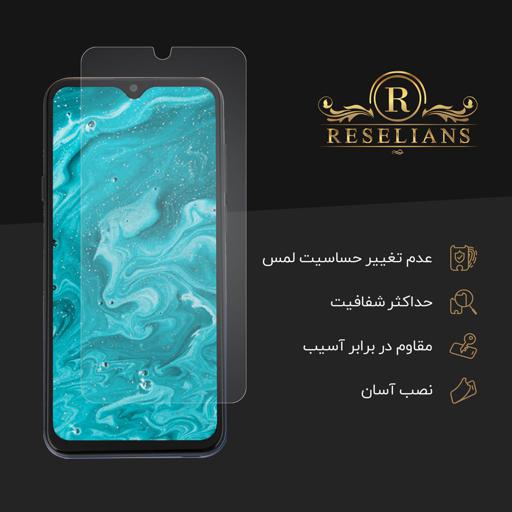 R
RESELIANS
عدم تغییر حساسیت لمس
حداکثر شفافیت
مقاوم در برابر آسیب
نصب آسان